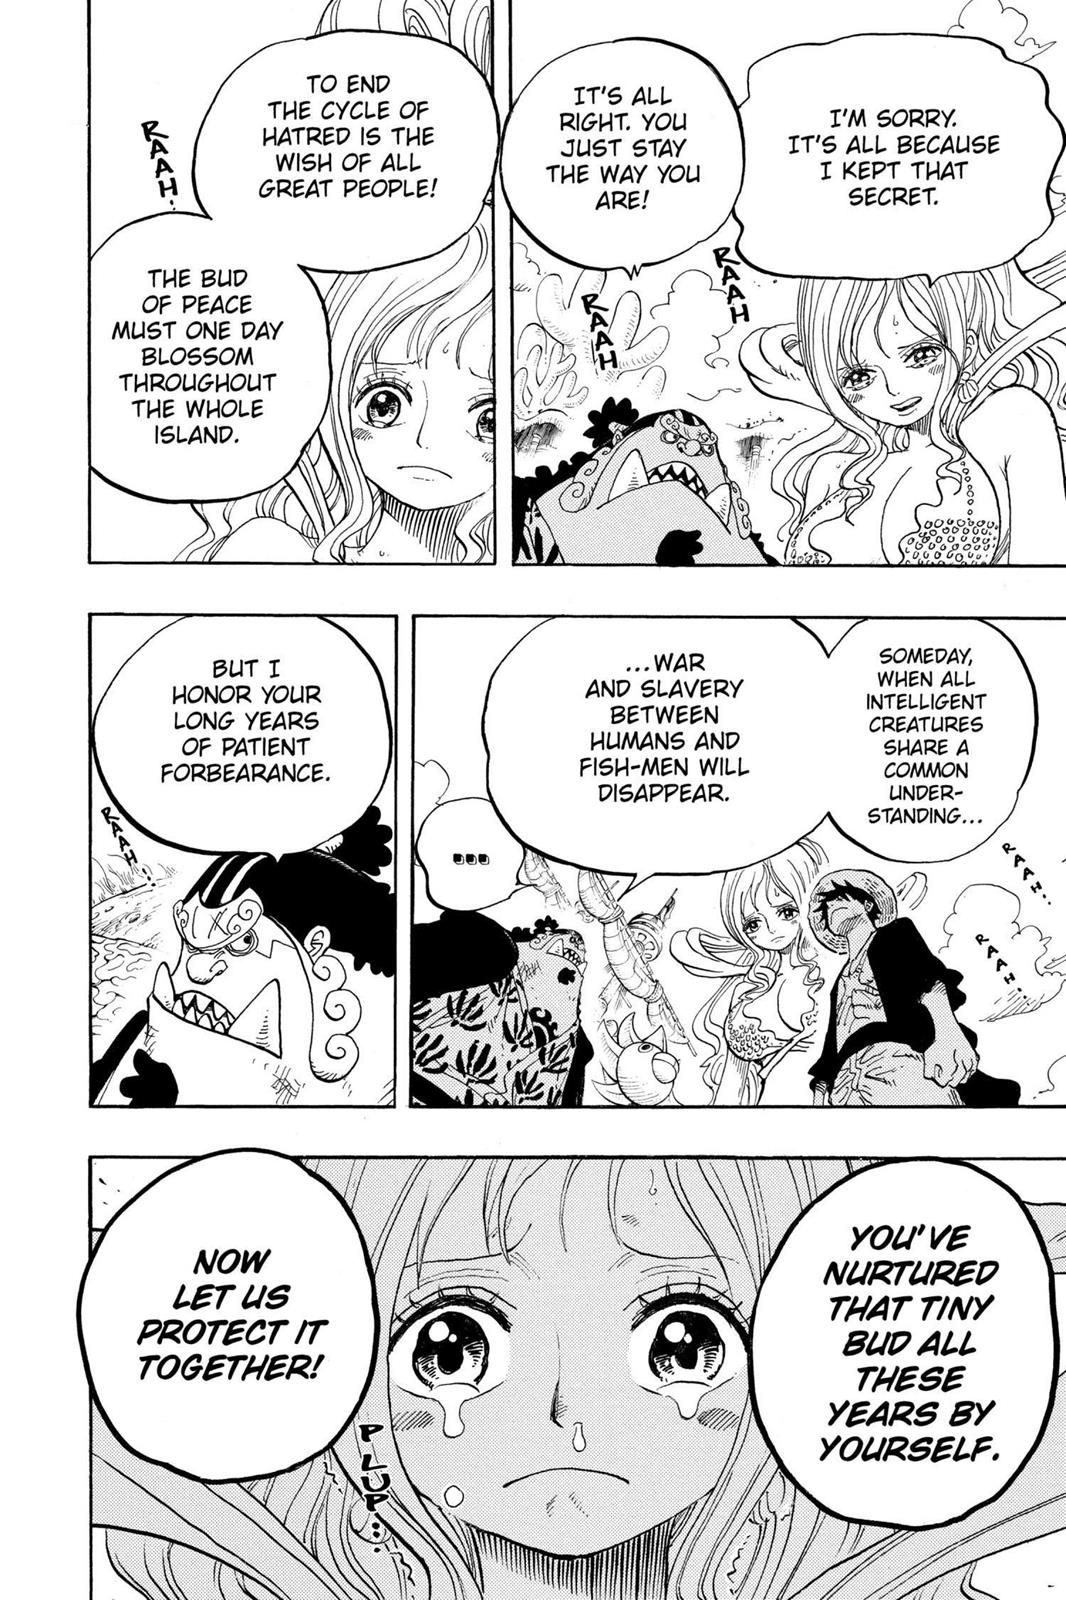 I'M SORRY.
IT'S ALL BECAUSE
I KEPT THAT
SECRET.
RAAH
IT'S ALL
RIGHT. YOU
JUST STAY
THE WAY YOU
ARE!
RAAH
TO END
THE CYCLE OF
HATRED IS THE
WISH OF ALL
GREAT PEOPLE!
RAAH..
THE BUD
OF PEACE
MUST ONE DAY
BLOSSOM
THROUGHOUT
THE WHOLE
ISLAND.
SOMEDAY,
WHEN ALL
INTELLIGENT
CREATURES
SHARE A
COMMON
UNDER-
STANDING...
RAAH..
RAAH..
...WAR
AND SLAVERY
BETWEEN
HUMANS AND
FISH-MEN WILL
DISAPPEAR.
...
BUT I
HONOR YOUR
LONG YEARS
OF PATIENT
FORBEARANCE.
RAAH..
YOU'VE
NURTURED
THAT TINY
BUD ALL
THESE
YEARS BY
YOURSELF.
NOW
LET US
PROTECT IT
TOGETHER!
PLUP...